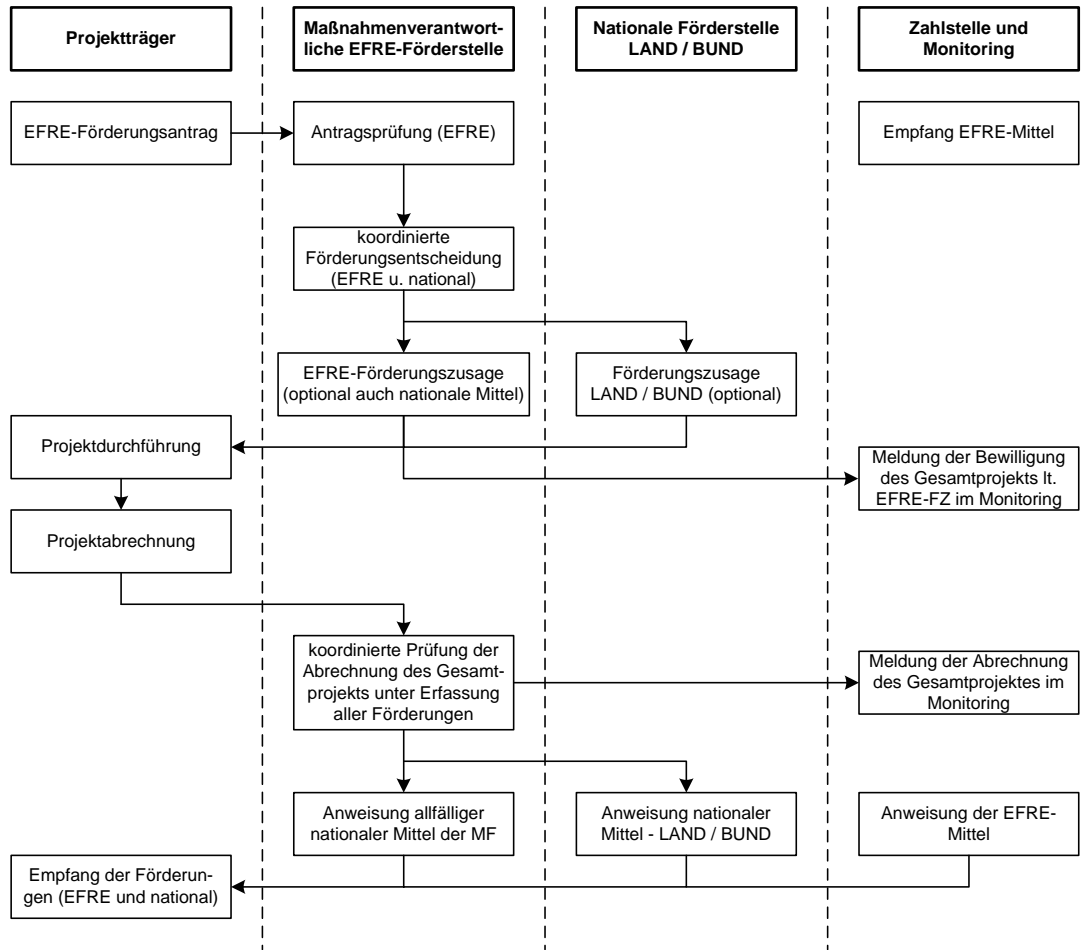 Projektträger
Maßnahmenverantwort-
liche EFRE-Förderstelle
Nationale Förderstelle
LAND / BUND
Zahlstelle und
Monitoring
EFRE-Förderungsantrag
Antragsprüfung (EFRE)
Empfang EFRE-Mittel
koordinierte
Förderungsentscheidung
(EFRE u. national)
EFRE-Förderungszusage
(optional auch nationale Mittel)
Förderungszusage
LAND / BUND (optional)
Projektdurchführung
Meldung der Bewilligung
des Gesamtprojekts lt.
EFRE-FZ im Monitoring
Projektabrechnung
koordinierte Prüfung der
Abrechnung des Gesamt-
projekts unter Erfassung
aller Förderungen
Meldung der Abrechnung
des Gesamtprojektes im
Monitoring
Anweisung allfälliger
nationaler Mittel der MF
Anweisung nationaler
Mittel - LAND / BUND
Anweisung der EFRE-
Mittel
Empfang der Förderun-
gen (EFRE und national)